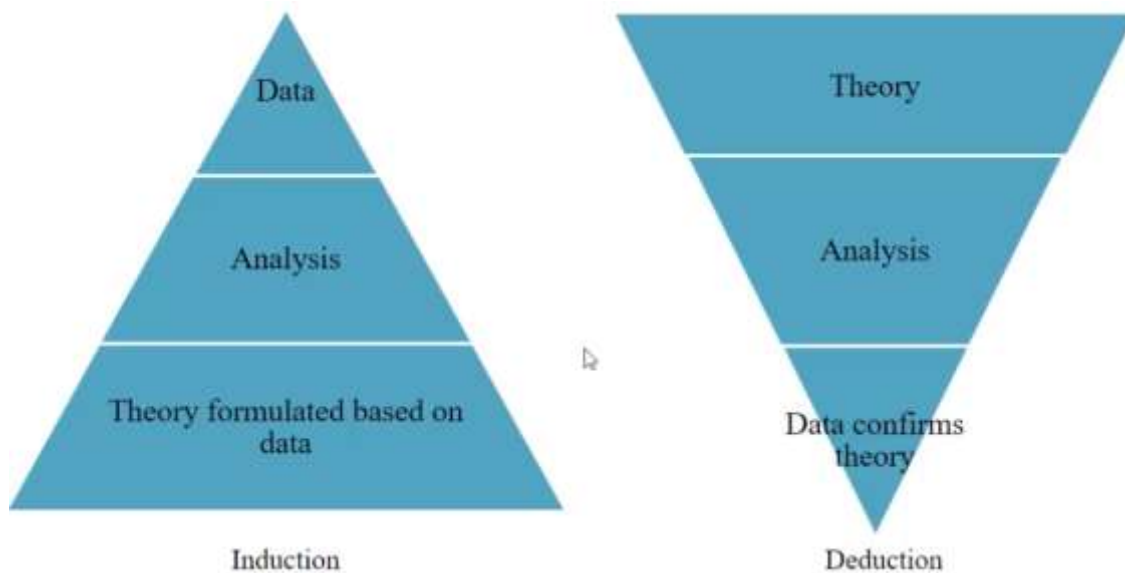 Data
Analysis
Theory formulated based on
data
Induction
Theory
Analysis
Data confirms
theory
Deduction